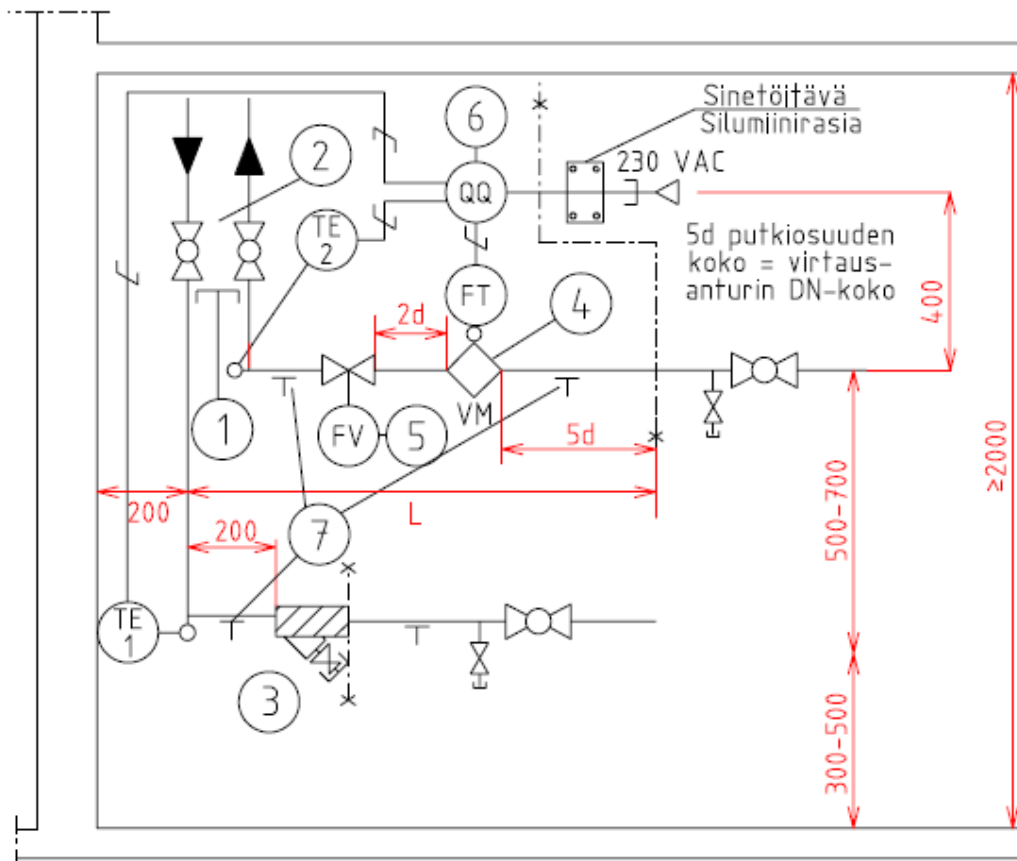 Sinetöitävä
Silumiinirasia
6
2
230 VAC
QQ
TE
2
5d putkiosuuden
koko = virtaus-
anturin DN-koko
FT
4
400
2d
1
VM
FV
5
5d
≥2000
200
L
200
7
500-700
TE
1
3
300-500